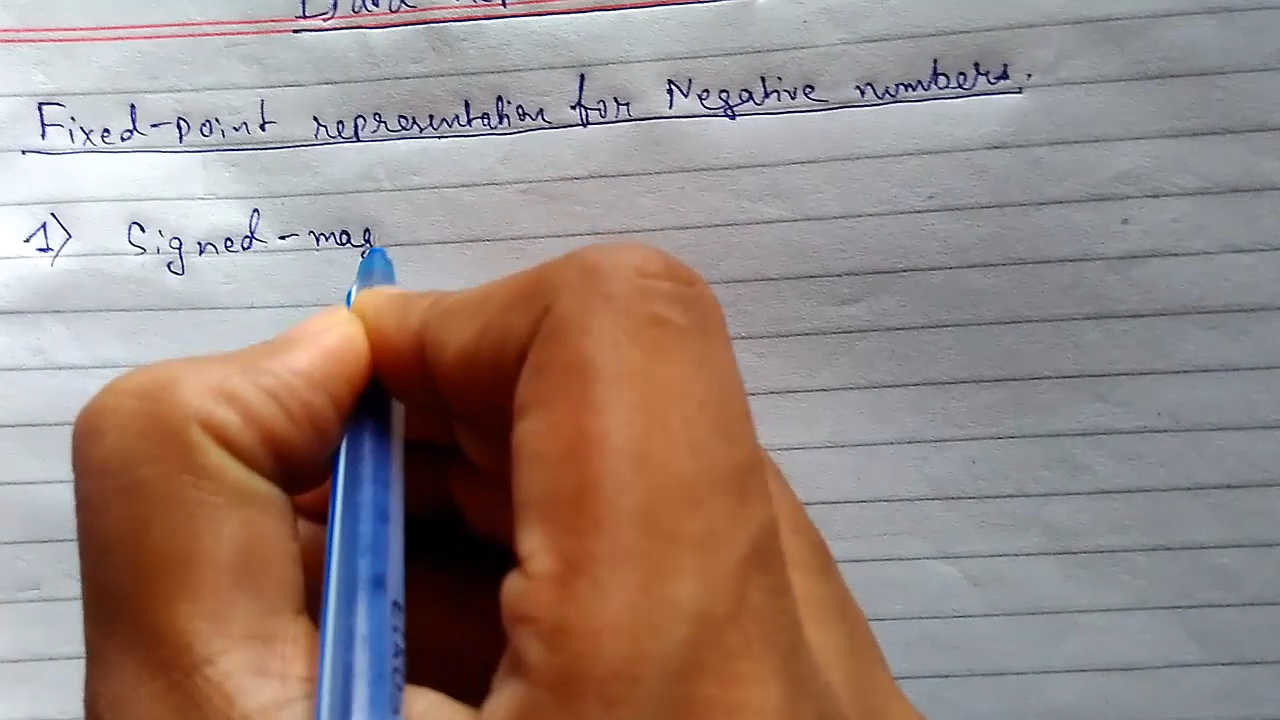 Fixed-point representation for Negative numbers.
1) Signed-mag